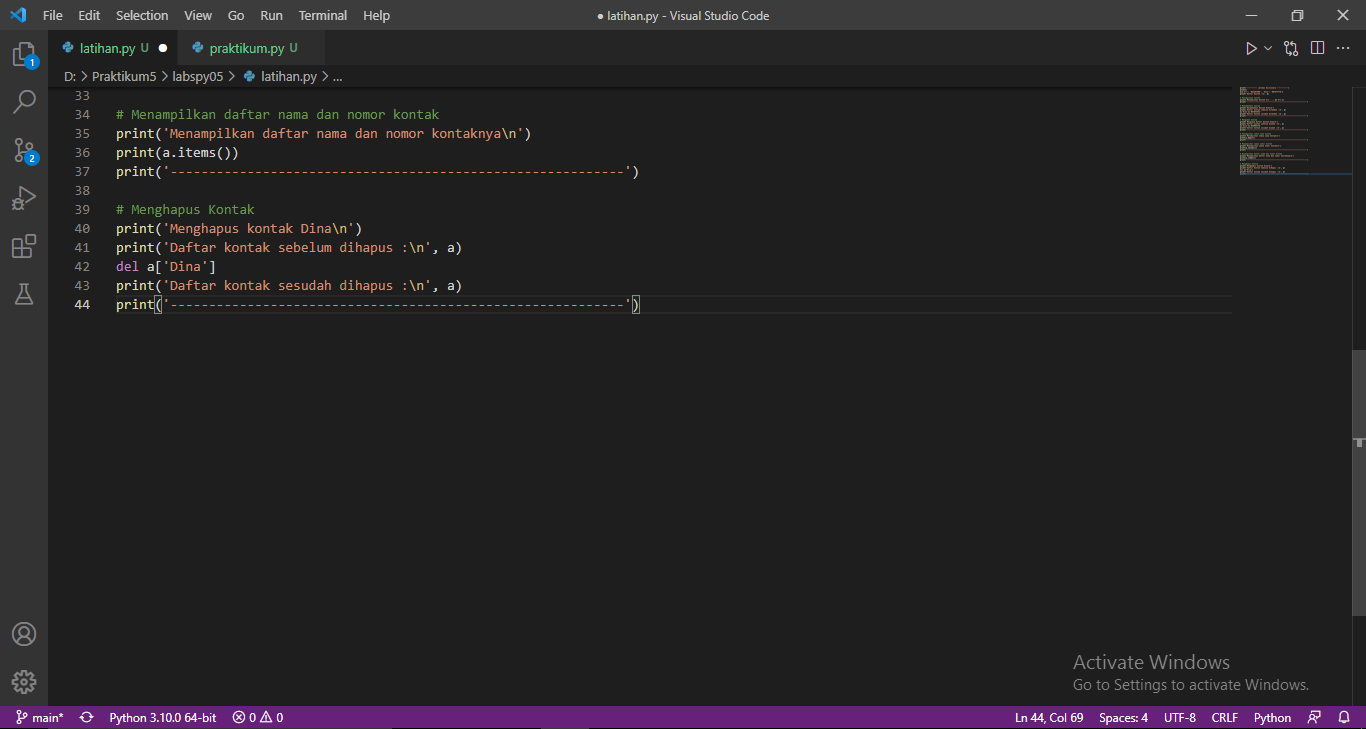 File Edit Selection View Go Run Terminal Help ● latihan.py - Visual Studio Code
latihan.py U ● praktikum.py U
D: > Praktikum5 > labspy05 > latihan.py > ...
1
2
33
34 # Menampilkan daftar nama dan nomor kontak
35 print('Menampilkan daftar nama dan nomor kontaknya\n')
36 print(a.items())
37 print('-----------------------------------------------------------')
38
39 # Menghapus Kontak
40 print('Menghapus kontak Dina\n')
41 print('Daftar kontak sebelum dihapus :\n', a)
42 del a['Dina']
43 print('Daftar kontak sesudah dihapus :\n', a)
44 print('-----------------------------------------------------------')
Activate Windows
Go to Settings to activate Windows.
main* Python 3.10.0 64-bit 0 0 Ln 44, Col 69 Spaces: 4 UTF-8 CRLF Python